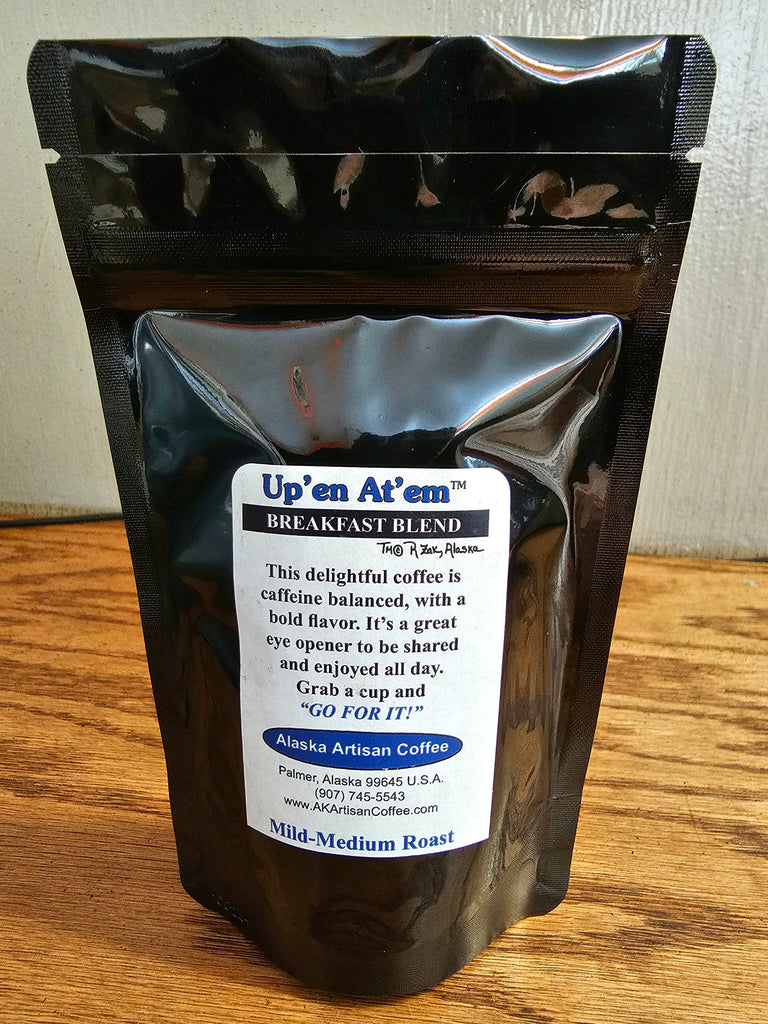 Up'en At'em™
BREAKFAST BLEND
TM© R Zak, Alaska
This delightful coffee is
caffeine balanced, with a
bold flavor. It's a great
eye opener to be shared
and enjoyed all day.
Grab a cup and
"GO FOR IT!"
Alaska Artisan Coffee
Palmer, Alaska 99645 U.S.A.
(907) 745-5543
www.AKArtisanCoffee.com
Mild-Medium Roast